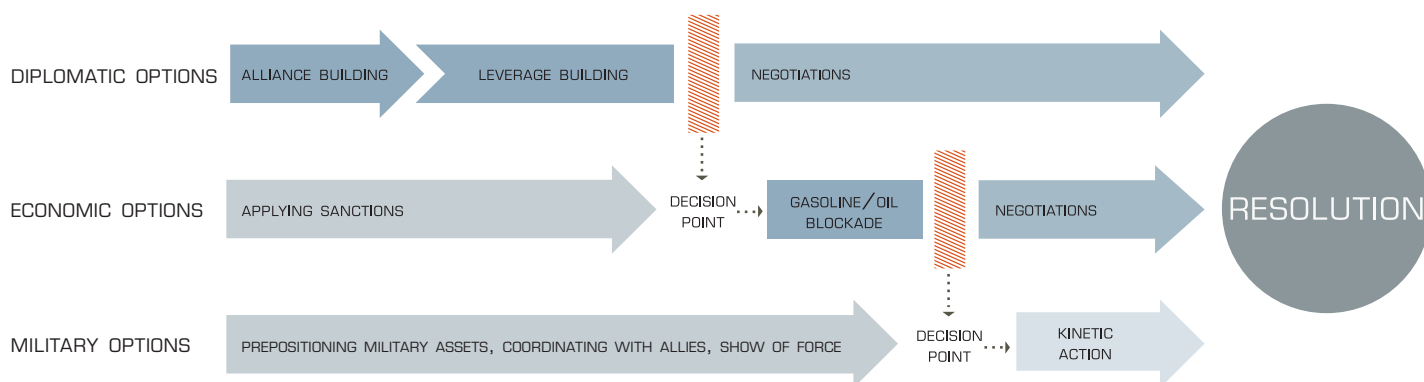 DIPLOMATIC OPTIONS
ALLIANCE BUILDING
LEVERAGE BUILDING
NEGOTIATIONS
ECONOMIC OPTIONS
APPLYING SANCTIONS
DECISION
POINT
GASOLINE/OIL
BLOCKADE
NEGOTIATIONS
RESOLUTION
MILITARY OPTIONS
PREPOSITIONING MILITARY ASSETS, COORDINATING WITH ALLIES, SHOW OF FORCE
DECISION
POINT
KINETIC
ACTION